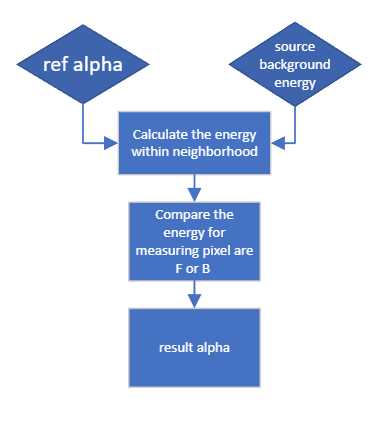 ref alpha
source
background
energy
Calculate the energy
within neighborhood
Compare the
energy for
measuring pixel are
F or B
result alpha